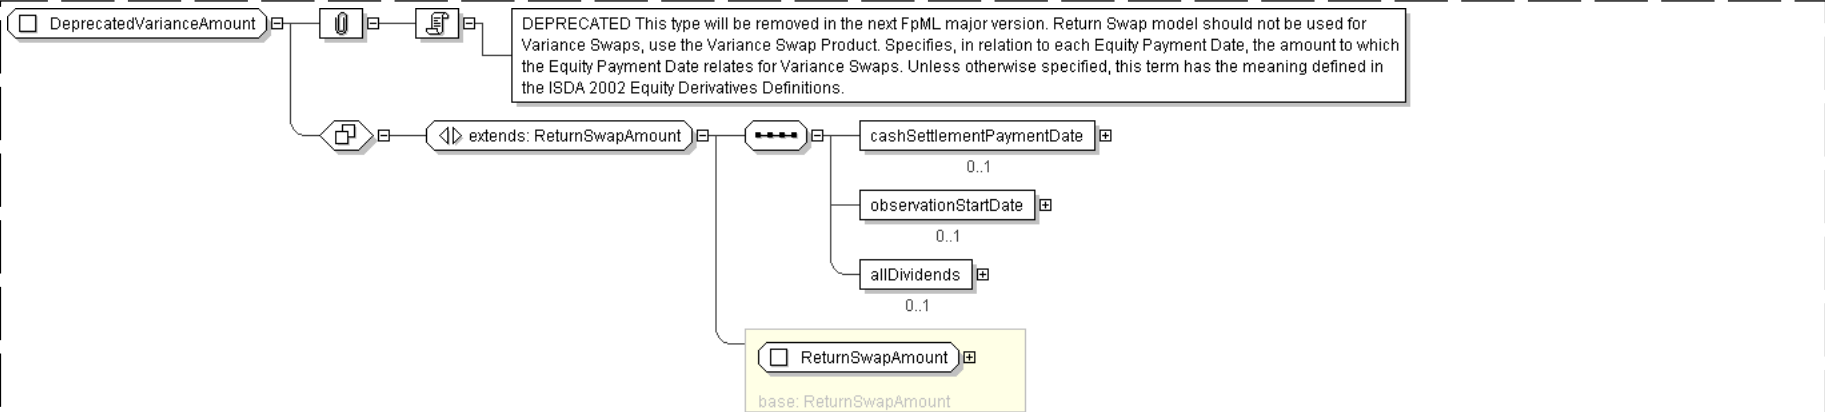 DeprecatedVarianceAmount
DEPRECATED This type will be removed in the next FpML major version. Return Swap model should not be used for
Variance Swaps, use the Variance Swap Product. Specifies, in relation to each Equity Payment Date, the amount to which
the Equity Payment Date relates for Variance Swaps. Unless otherwise specified, this term has the meaning defined in
the ISDA 2002 Equity Derivatives Definitions.
extends: ReturnSwapAmount
cashSettlementPaymentDate
0..1
observationStartDate
0..1
allDividends
0..1
ReturnSwapAmount
base: ReturnSwapAmount